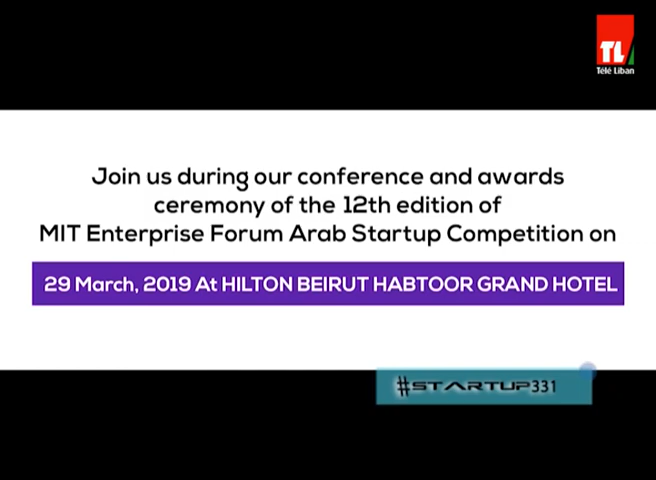 TL
Télé Liban
Join us during our conference and awards
ceremony of the 12th edition of
MIT Enterprise Forum Arab Startup Competition on
29 March, 2019 At HILTON BEIRUT HABTOOR GRAND HOTEL
#STARTUP331